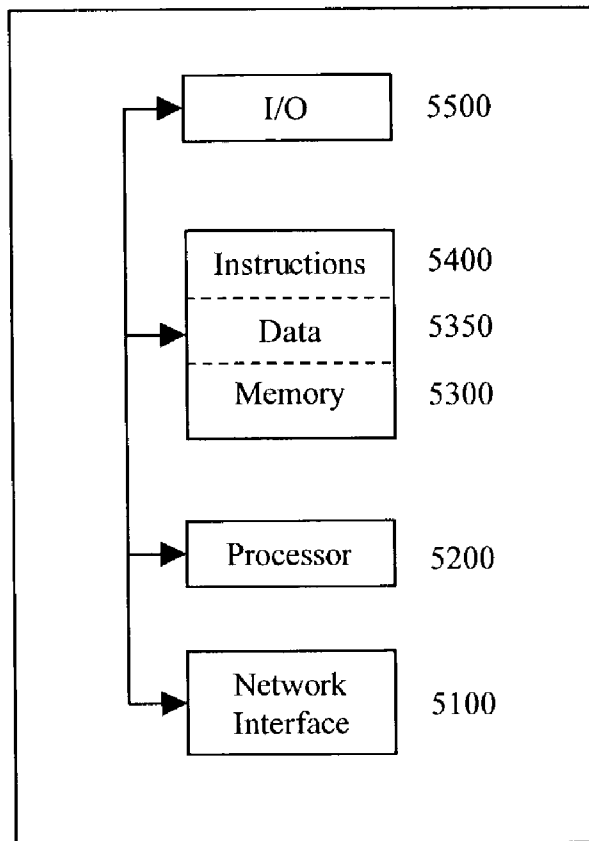 I/O 5500
Instructions 5400
Data 5350
Memory 5300
Processor 5200
Network
Interface 5100